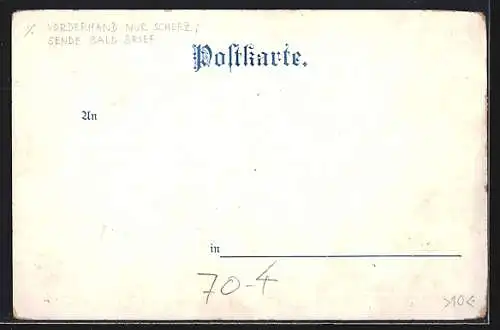 % VORDERHAND NUR SCHERZ;
SENDE BALD BRIEF
Postkarte.
An
in
70-4
>10<